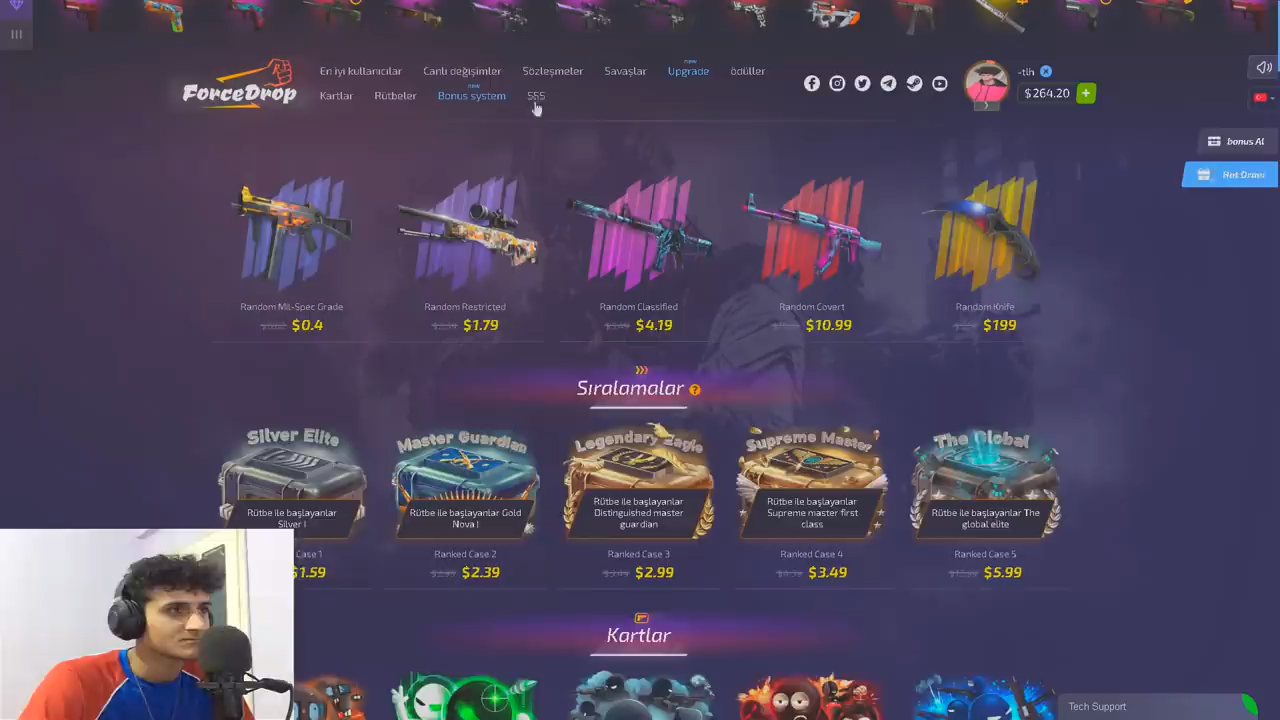 En iyi kullanıcılar Canlı değişimler Sözleşmeler Savaşlar new Upgrade ödüller
ForceDrop
Kartlar Rütbeler new Bonus system 555
-tlh
$264.20 +
bonus Al
Hot Draw
Random Mil-Spec Grade Random Restricted Random Classified Random Covert Random Knife
$0.4 $1.79 $4.19 $10.99 $199
Sıralamalar ?
Silver Elite Master Guardian Legendary Eagle Supreme Master The Global
Rütbe ile başlayanlar Silver I
Rütbe ile başlayanlar Gold Nova I
Rütbe ile başlayanlar Distinguished master guardian
Rütbe ile başlayanlar Supreme master first class
Rütbe ile başlayanlar The global elite
Case 1 Ranked Case 2 Ranked Case 3 Ranked Case 4 Ranked Case 5
$1.59 $2.39 $2.99 $3.49 $5.99
Kartlar
Tech Support